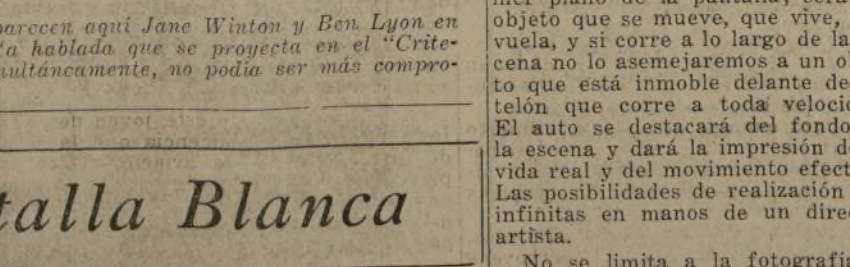 parecen aquí Jane Winton y Ben Lyon en
ta hablada que se proyecta en el "Crite-
multáncamente, no podía ser más compro-
talla Blanca
objeto que se mueve, que vive,
vuela, y si corre a lo largo de la
cena no lo asemejaremos a un o
to que está inmoble delante de
telón que corre a toda velocid
El auto se destacará del fondo
la escena y dará la impresión d
vida real y del movimiento efect
Las posibilidades de realización
infinitas en manos de un direc
artista.
No se limita a la fotografía